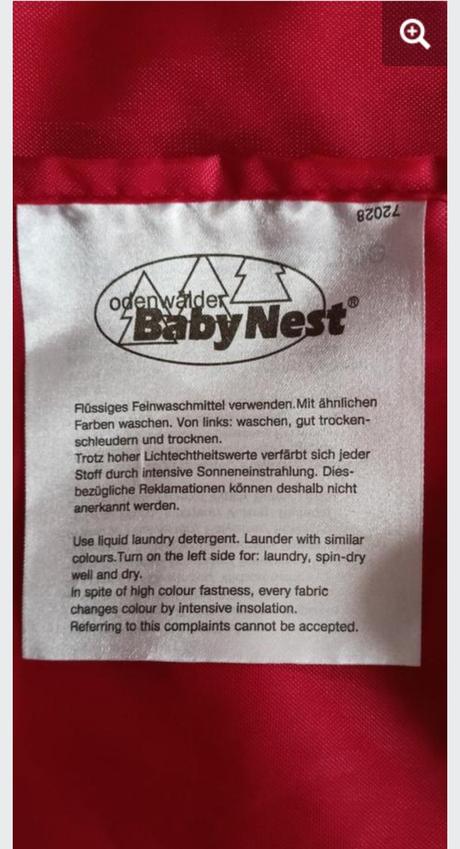 72028
odenwälder
BabyNest®
Flüssiges Feinwaschmittel verwenden.Mit ähnlichen
Farben waschen. Von links: waschen, gut trocken-
schleudern und trocknen.
Trotz hoher Lichtechtheitswerte verfärbt sich jeder
Stoff durch intensive Sonneneinstrahlung. Dies-
bezügliche Reklamationen können deshalb nicht
anerkannt werden.
Use liquid laundry detergent. Launder with similar
colours.Turn on the left side for: laundry, spin-dry
well and dry.
In spite of high colour fastness, every fabric
changes colour by intensive insolation.
Referring to this complaints cannot be accepted.